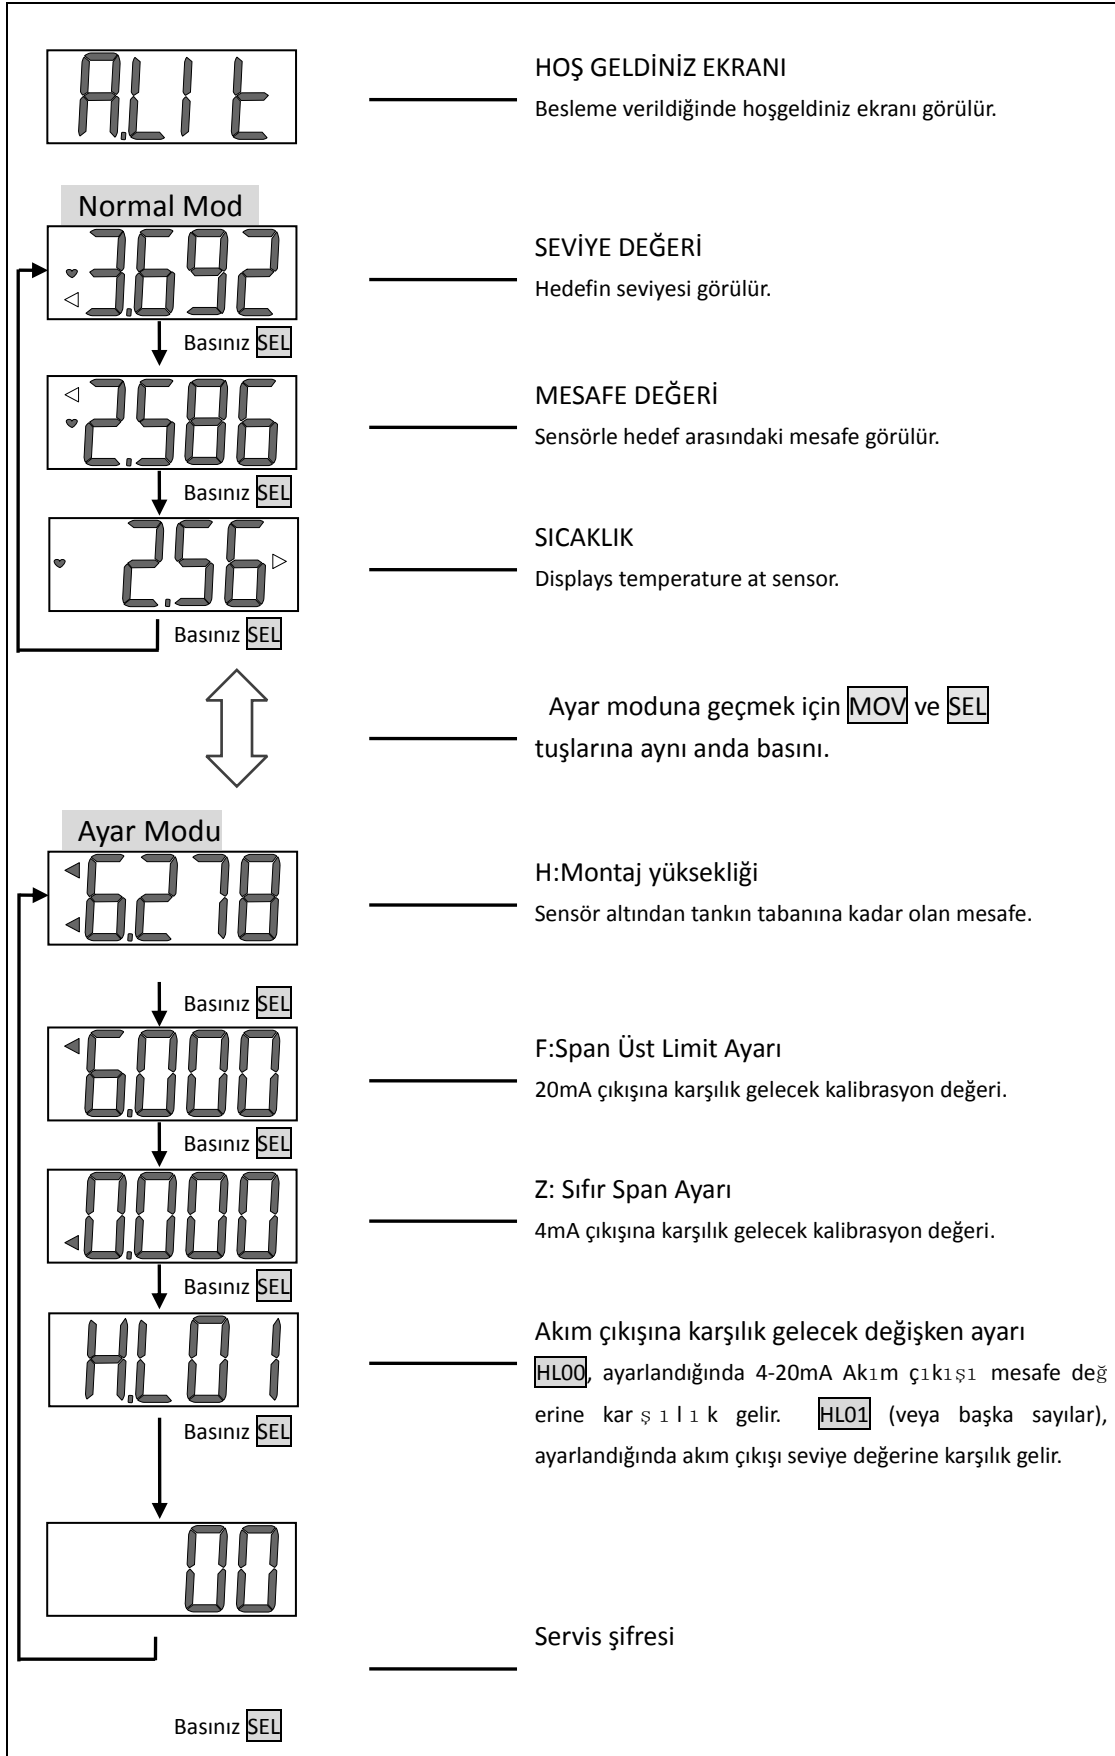 A.LIt
HOŞ GELDİNİZ EKRANI
Besleme verildiğinde hoşgeldiniz ekranı görülür.
Normal Mod
3.692
SEVİYE DEĞERİ
Hedefin seviyesi görülür.
Basınız SEL
2.586
MESAFE DEĞERİ
Sensörle hedef arasındaki mesafe görülür.
Basınız SEL
2.56
SICAKLIK
Displays temperature at sensor.
Basınız SEL
Ayar moduna geçmek için MOV ve SEL
tuşlarına aynı anda basını.
Ayar Modu
6.278
H:Montaj yüksekliği
Sensör altından tankın tabanına kadar olan mesafe.
Basınız SEL
6.000
F:Span Üst Limit Ayarı
20mA çıkışına karşılık gelecek kalibrasyon değeri.
Basınız SEL
0.000
Z: Sıfır Span Ayarı
4mA çıkışına karşılık gelecek kalibrasyon değeri.
Basınız SEL
H.L01
Akım çıkışına karşılık gelecek değişken ayarı
HL00, ayarlandığında 4-20mA Akım çıkışı mesafe değ
erine karşılık gelir. HL01 (veya başka sayılar),
ayarlandığında akım çıkışı seviye değerine karşılık gelir.
Basınız SEL
00
Servis şifresi
Basınız SEL